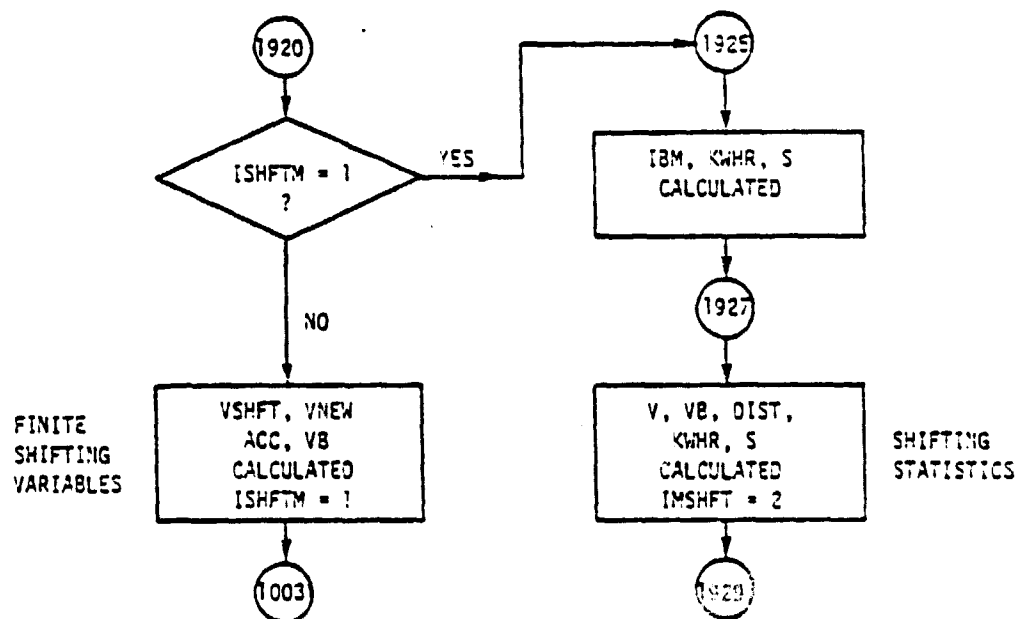 1920
ISHFTM = 1
?
YES
NO
FINITE
SHIFTING
VARIABLES
VSHFT, VNEW
ACC, VB
CALCULATED
ISHFTM = 1
1003
1925
IBM, KWHR, S
CALCULATED
1927
V, VB, DIST,
KWHR, S
CALCULATED
IMSHFT = 2
SHIFTING
STATISTICS